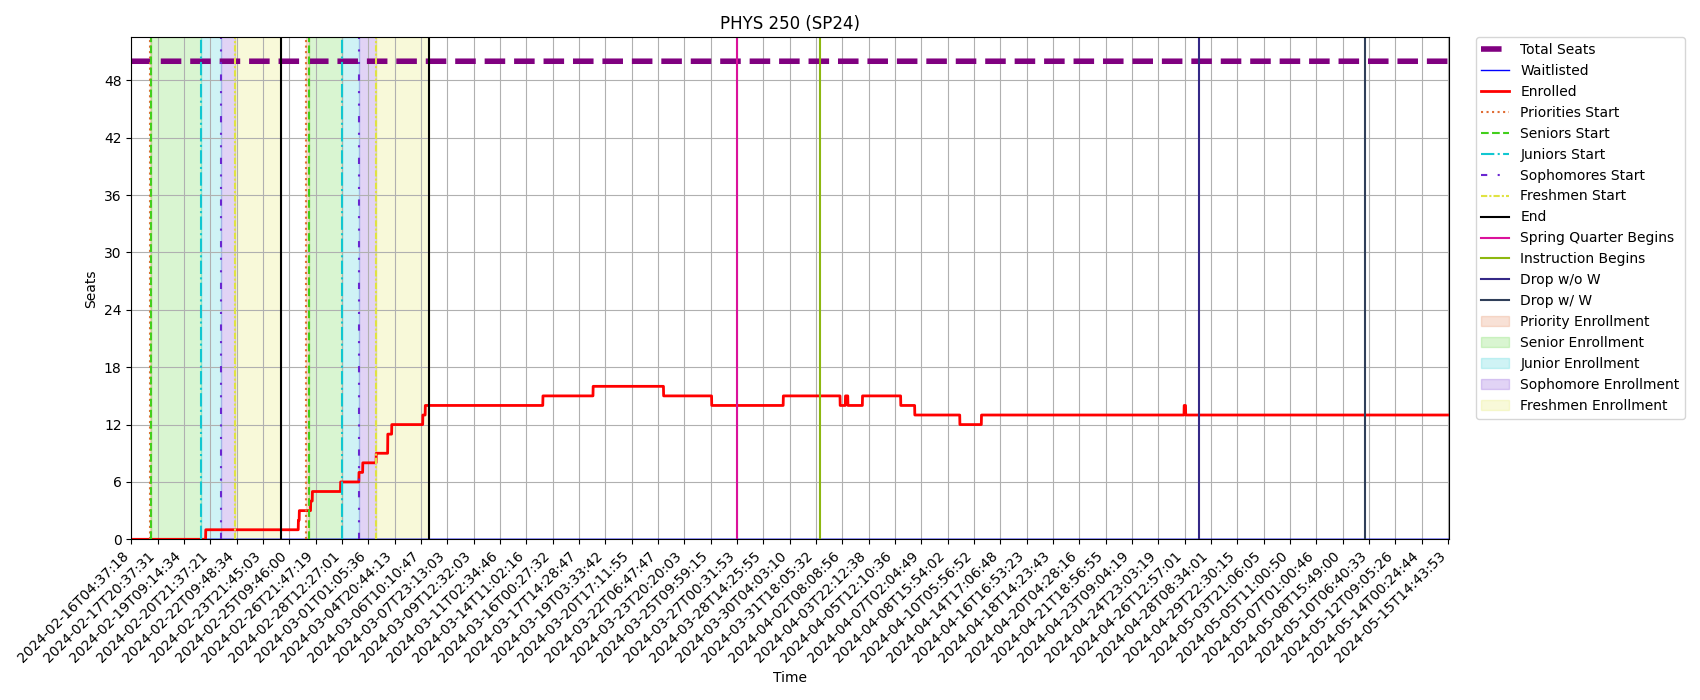 PHYS 250 (SP24)
Seats
48
42
36
30
24
18
12
6
0
2024-02-16T04:37:18
2024-02-17T20:37:31
2024-02-19T09:14:34
2024-02-20T21:37:21
2024-02-22T09:48:34
2024-02-23T21:45:03
2024-02-25T09:46:00
2024-02-26T21:47:19
2024-02-28T12:27:01
2024-03-01T01:05:36
2024-03-04T20:44:13
2024-03-06T10:10:47
2024-03-07T23:13:03
2024-03-09T12:32:03
2024-03-11T02:34:46
2024-03-14T11:02:16
2024-03-16T00:27:32
2024-03-17T14:28:47
2024-03-19T03:33:42
2024-03-20T17:11:55
2024-03-22T06:47:47
2024-03-23T20:20:03
2024-03-25T09:59:15
2024-03-27T00:31:53
2024-03-28T14:25:55
2024-03-30T04:03:10
2024-03-31T18:05:32
2024-04-02T08:08:56
2024-04-03T22:12:38
2024-04-05T12:10:36
2024-04-07T02:04:49
2024-04-08T15:54:02
2024-04-10T05:56:52
2024-04-14T17:06:48
2024-04-16T16:53:23
2024-04-18T14:23:43
2024-04-20T04:28:16
2024-04-21T18:56:55
2024-04-23T09:04:19
2024-04-24T23:03:19
2024-04-26T12:57:01
2024-04-28T08:34:01
2024-04-29T22:30:15
2024-05-03T21:06:05
2024-05-05T11:00:50
2024-05-07T01:00:46
2024-05-08T15:49:00
2024-05-10T06:40:33
2024-05-12T09:05:26
2024-05-14T00:24:44
2024-05-15T14:43:53
Time
Total Seats
Waitlisted
Enrolled
Priorities Start
Seniors Start
Juniors Start
Sophomores Start
Freshmen Start
End
Spring Quarter Begins
Instruction Begins
Drop w/o W
Drop w/ W
Priority Enrollment
Senior Enrollment
Junior Enrollment
Sophomore Enrollment
Freshmen Enrollment